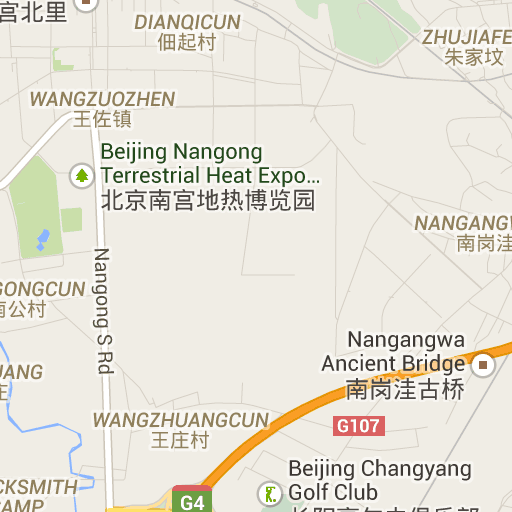 宫北里
DIANQICUN
佃起村
ZHUJIAFE
朱家坟
WANGZUOZHEN
王佐镇
Beijing Nangong
Terrestrial Heat Expo...
北京南宫地热博览园
NANGANGW
南岗洼
Nangong S Rd
GONGCUN
南公村
Nangangwa
Ancient Bridge
南岗洼古桥
UANG
庄
WANGZHUANGCUN
王庄村
G107
Beijing Changyang
Golf Club
CKSMITH
CAMP
G4